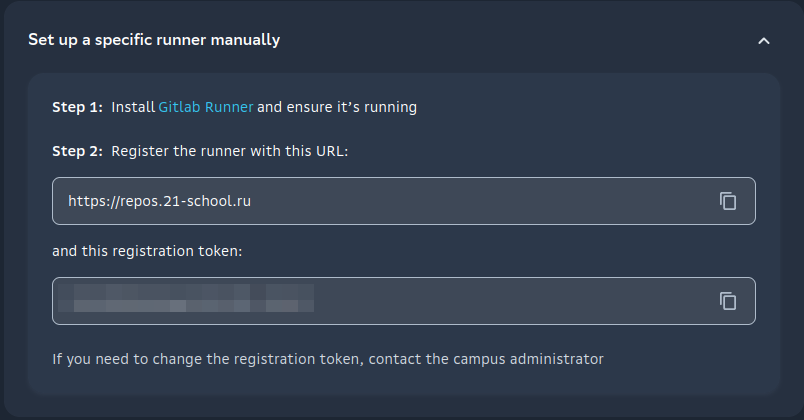 Set up a specific runner manually
Step 1: Install Gitlab Runner and ensure it's running
Step 2: Register the runner with this URL:
https://repos.21-school.ru
and this registration token:
If you need to change the registration token, contact the campus administrator